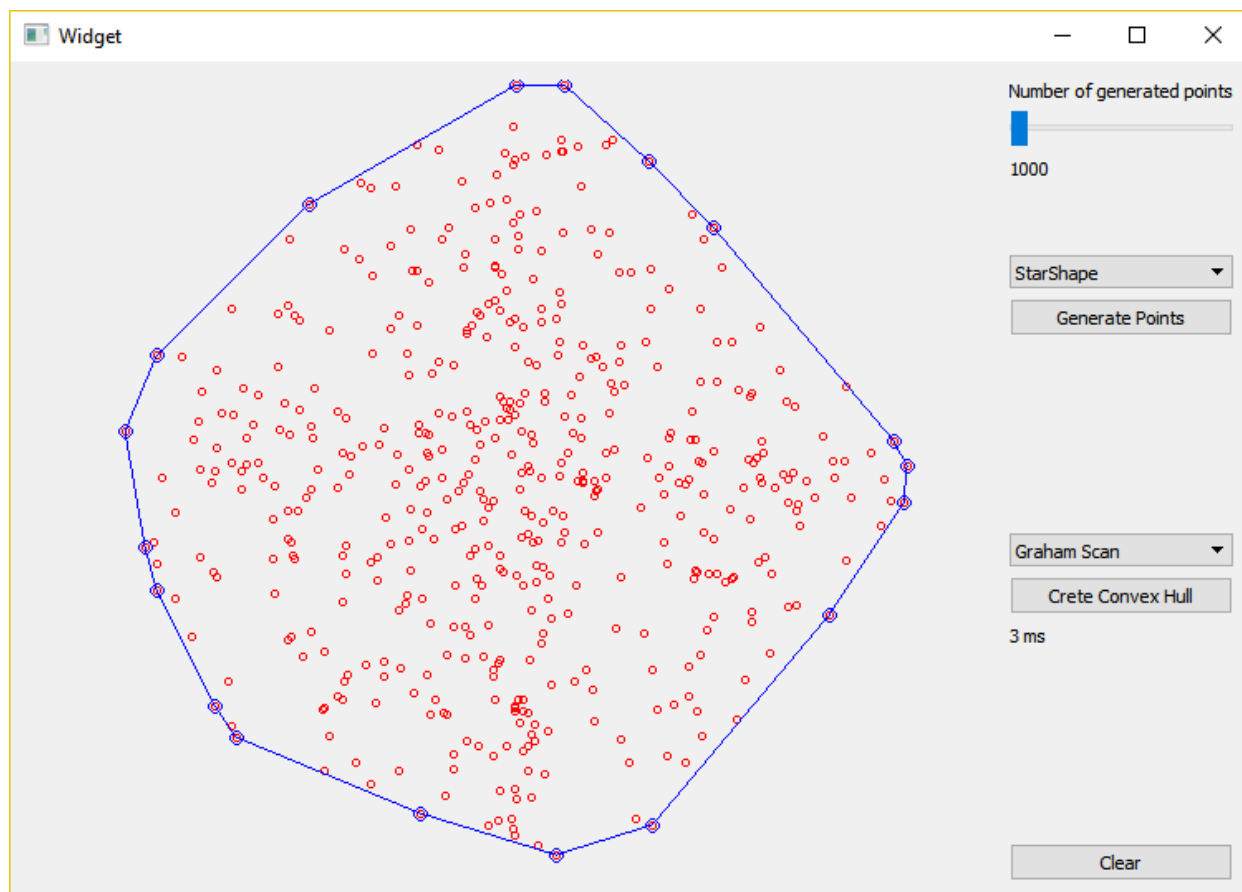 Widget
Number of generated points
1000
StarShape
Generate Points
Graham Scan
Crete Convex Hull
3 ms
Clear